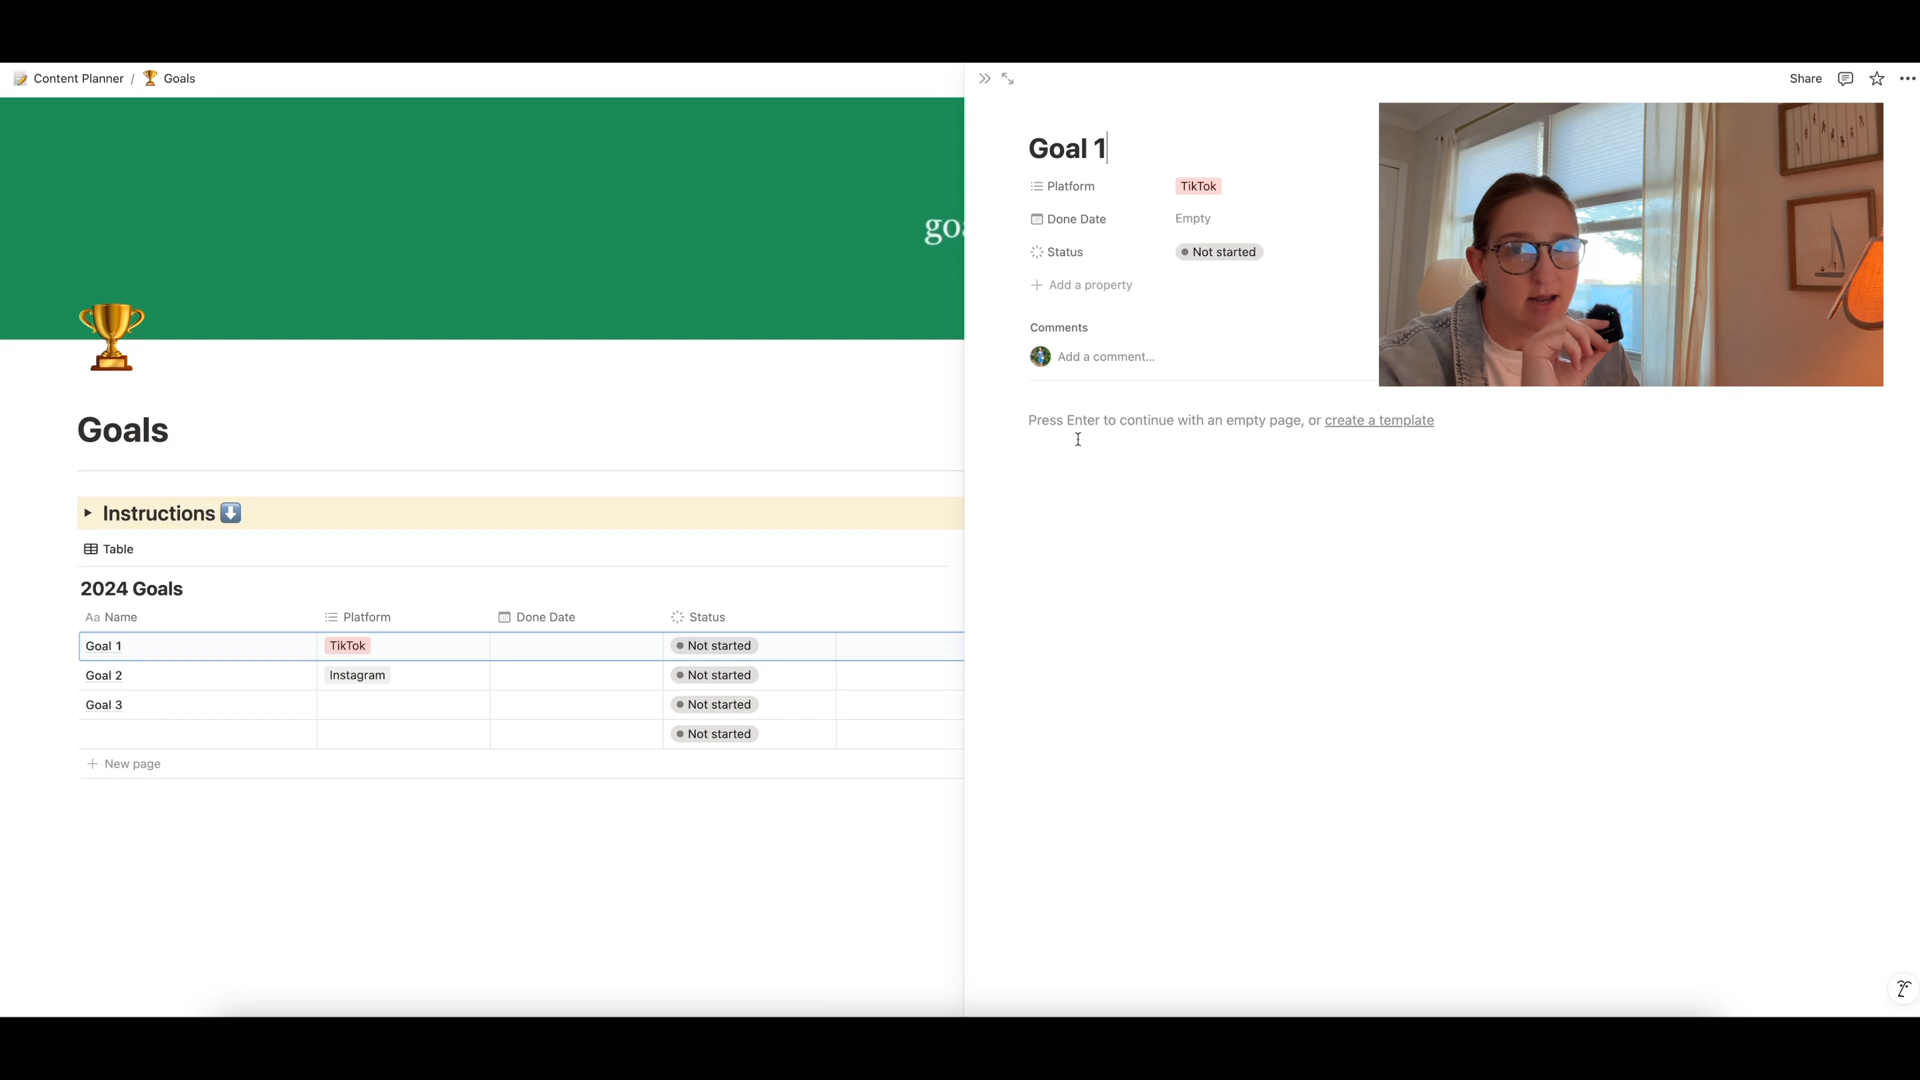 Content Planner / Goals
Share
goa
Goals
Instructions
Table
2024 Goals
Aa Name Platform Done Date Status
Goal 1 TikTok Not started
Goal 2 Instagram Not started
Goal 3 Not started
Not started
+ New page
Goal 1
Platform TikTok
Done Date Empty
Status Not started
+ Add a property
Comments
Add a comment...
Press Enter to continue with an empty page, or create a template